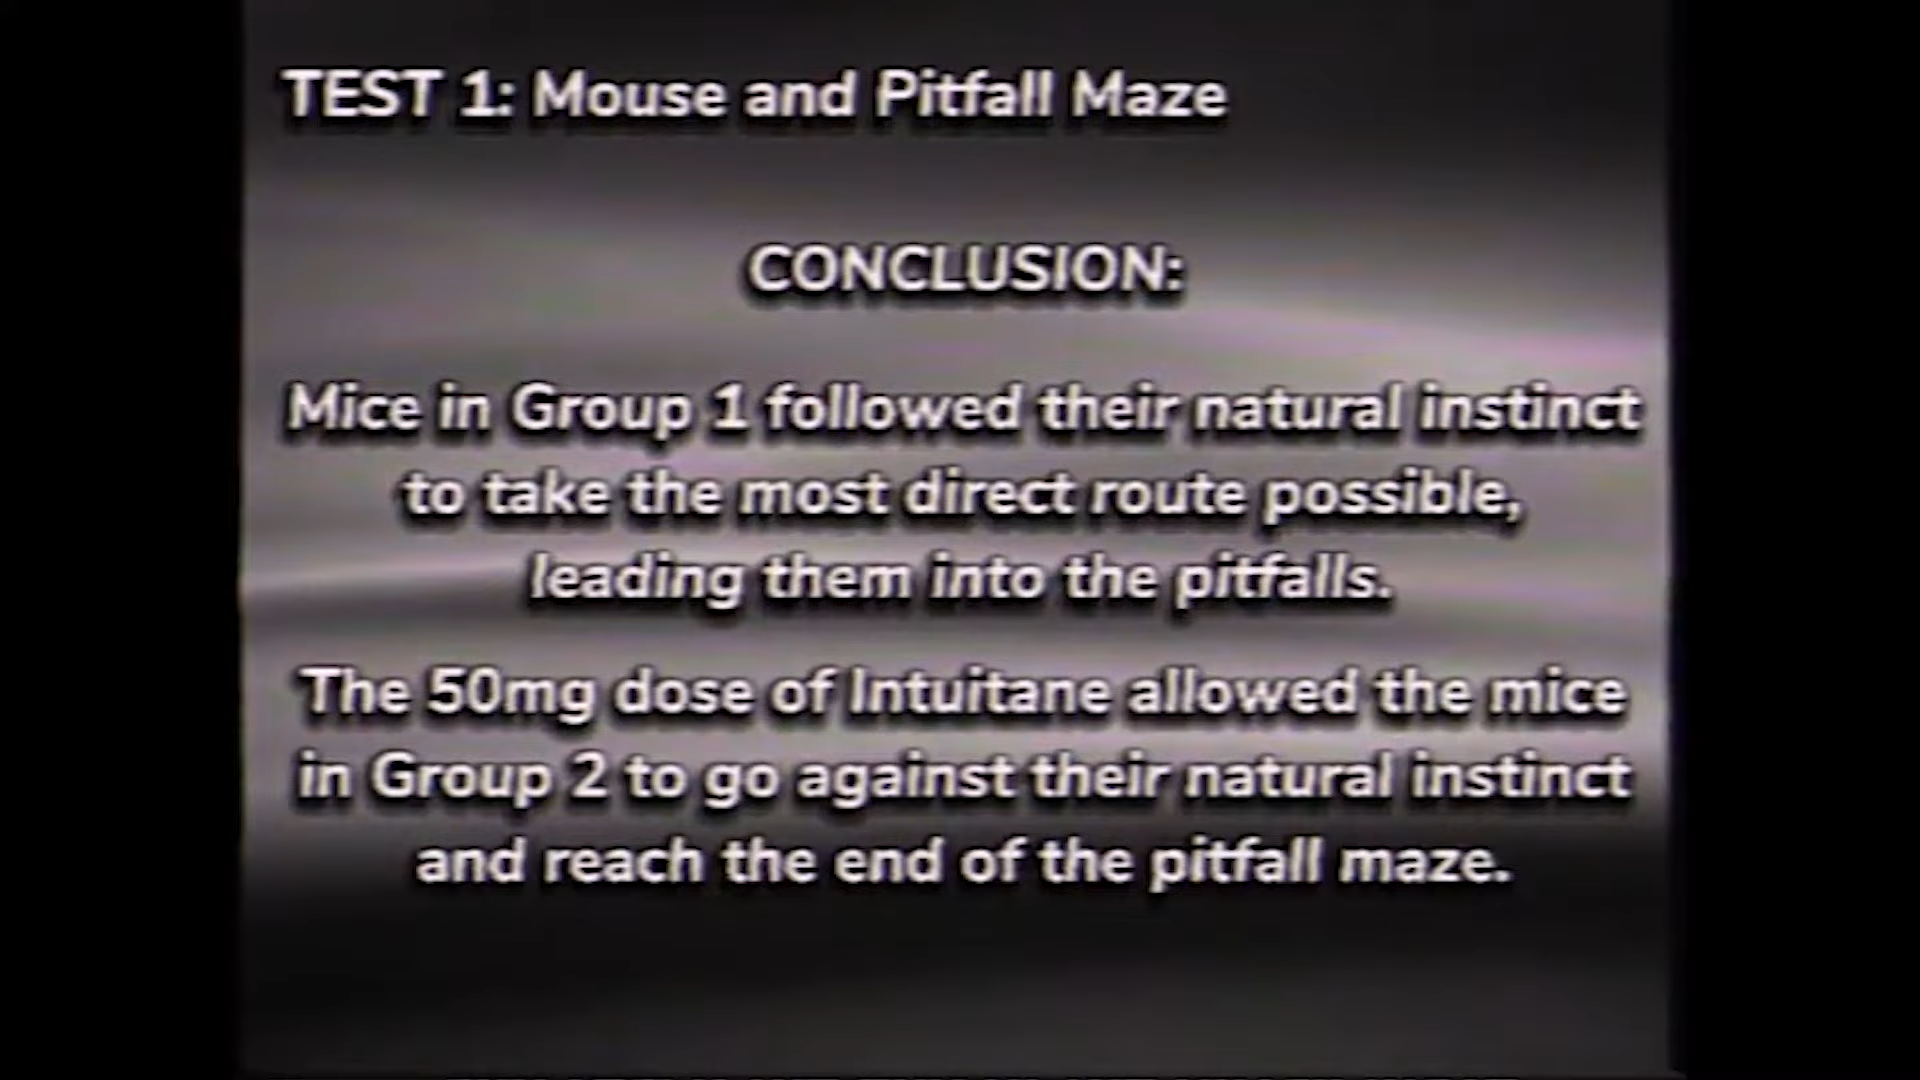 TEST 1: Mouse and Pitfall Maze
CONCLUSION:
Mice in Group 1 followed their natural instinct
to take the most direct route possible,
leading them into the pitfalls.
The 50mg dose of Intuitane allowed the mice
in Group 2 to go against their natural instinct
and reach the end of the pitfall maze.